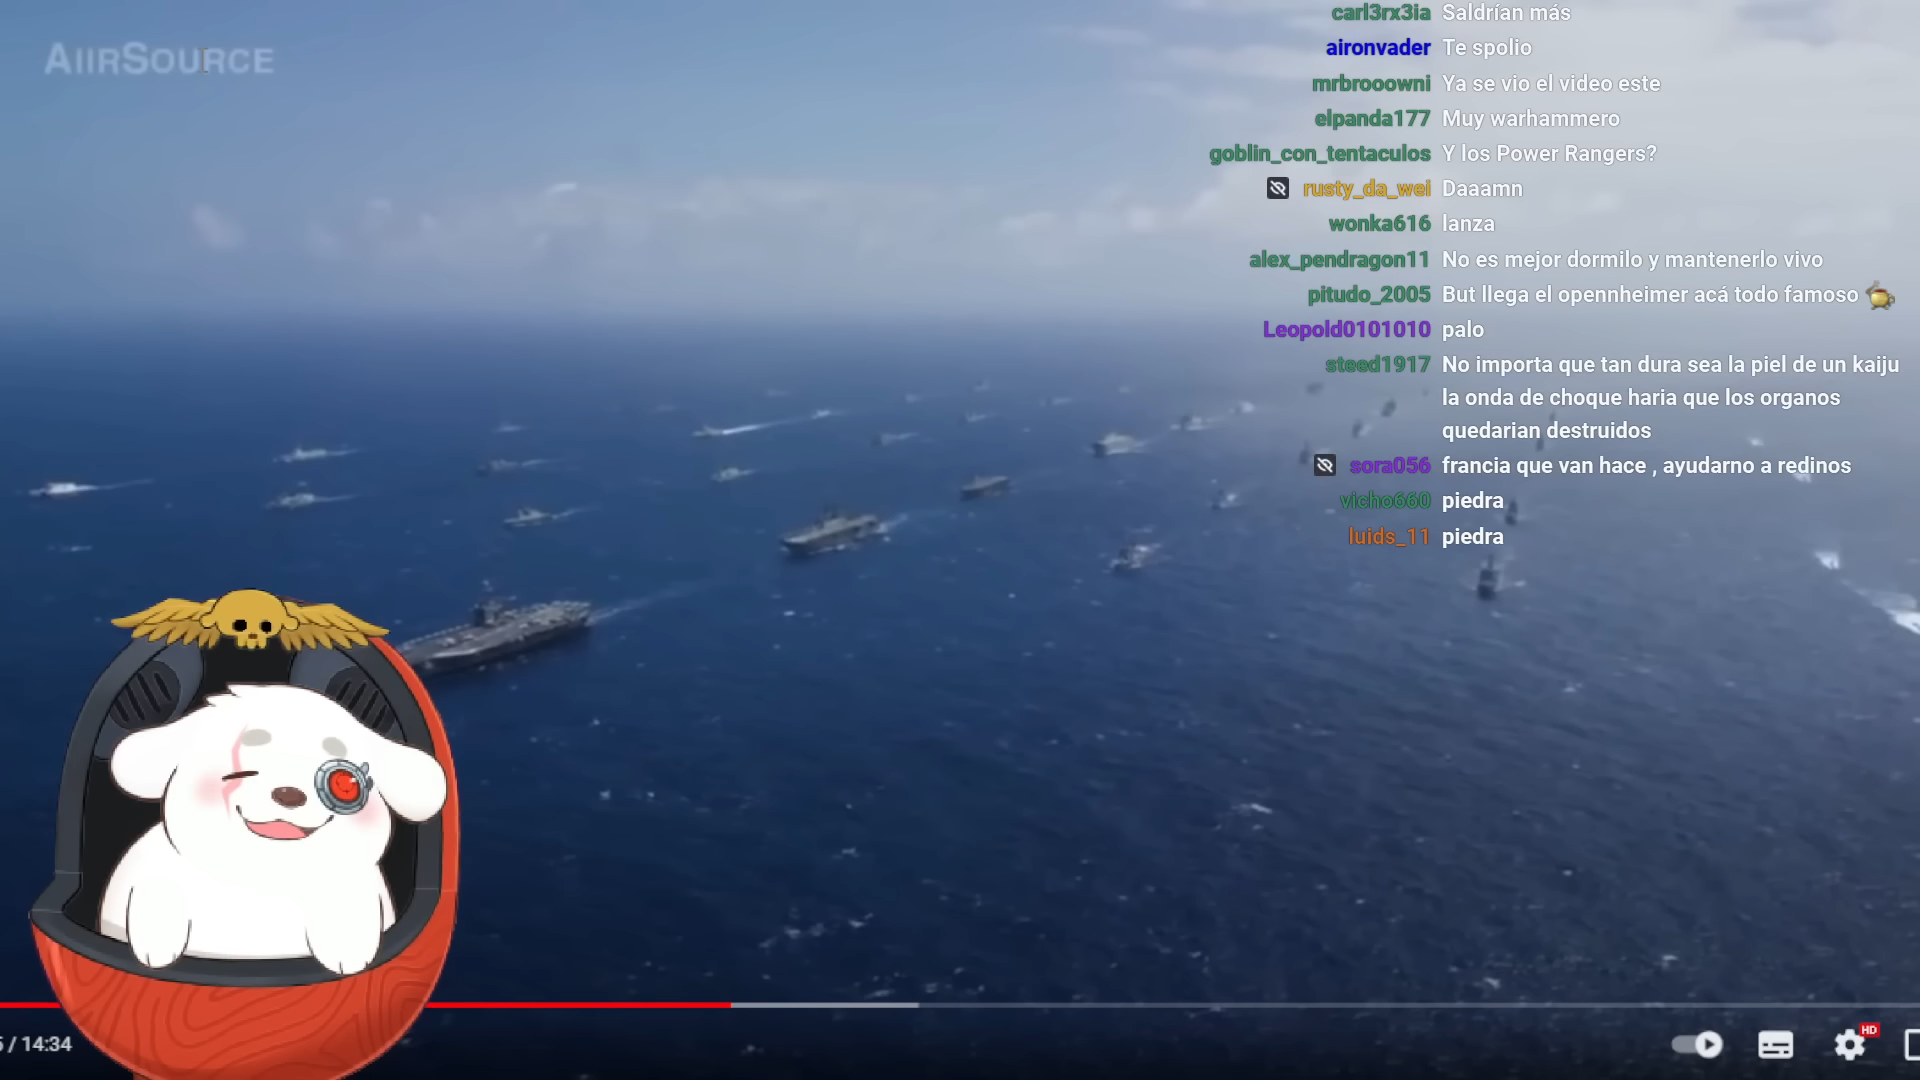 AIIRSOURCE
carl3rx3ia Saldrían más
aironvader Te spolio
mrbrooowni Ya se vio el video este
elpanda177 Muy warhammero
goblin_con_tentaculos Y los Power Rangers?
rusty_da_wei Daaamn
wonka616 lanza
alex_pendragon11 No es mejor dormilo y mantenerlo vivo
pitudo_2005 But llega el opennheimer acá todo famoso
Leopold0101010 palo
steed1917 No importa que tan dura sea la piel de un kaiju
la onda de choque haria que los organos
quedarian destruidos
sora056 francia que van hace , ayudarno a redinos
vicho660 piedra
luids_11 piedra
/ 14:34
HD